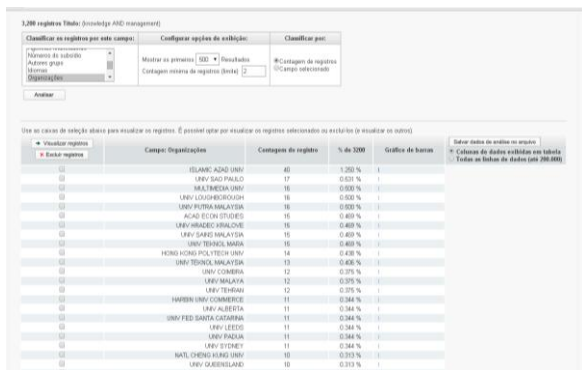 3,200 registros Título: (knowledge AND management)
Classificar os registros por este campo:
Números do subsídio
Autores grupo
Idiomas
Organizações
Configurar opções de exibição:
Mostrar os primeiros 500 Resultados
Contagem mínima de registros (limite) 2
Classificar por:
Contagem de registros
Campo selecionado
Analisar
Use as caixas de seleção abaixo para visualizar os registros. É possível optar por visualizar os registros selecionados ou excluí-los (e visualizar os outros).
Visualizar registros
Excluir registros
Campo: Organizações Contagem do registro % de 3200 Gráfico de barras
Salvar dados da análise no arquivo
Colunas de dados exibidas em tabela
Todas as linhas de dados (até 200.000)
ISLAMIC AZAD UNIV 40 1.250 %
UNIV SAO PAULO 17 0.531 %
MULTIMEDIA UNIV 16 0.500 %
UNIV LOUGHBOROUGH 16 0.500 %
UNIV PUTRA MALAYSIA 16 0.500 %
ACAD ECON STUDIES 15 0.469 %
UNIV HRADEC KRALOVE 15 0.469 %
UNIV SAINS MALAYSIA 15 0.469 %
UNIV TEKNOL MARA 15 0.469 %
HONG KONG POLYTECH UNIV 14 0.438 %
UNIV TEKNOL MALAYSIA 13 0.406 %
UNIV COIMBRA 12 0.375 %
UNIV MALAYA 12 0.375 %
UNIV TEHRAN 12 0.375 %
HARBIN UNIV COMMERCE 11 0.344 %
UNIV ALBERTA 11 0.344 %
UNIV FED SANTA CATARINA 11 0.344 %
UNIV LEEDS 11 0.344 %
UNIV PADUA 11 0.344 %
UNIV SYDNEY 11 0.344 %
NATL CHENG KUNG UNIV 10 0.313 %
UNIV QUEENSLAND 10 0.313 %